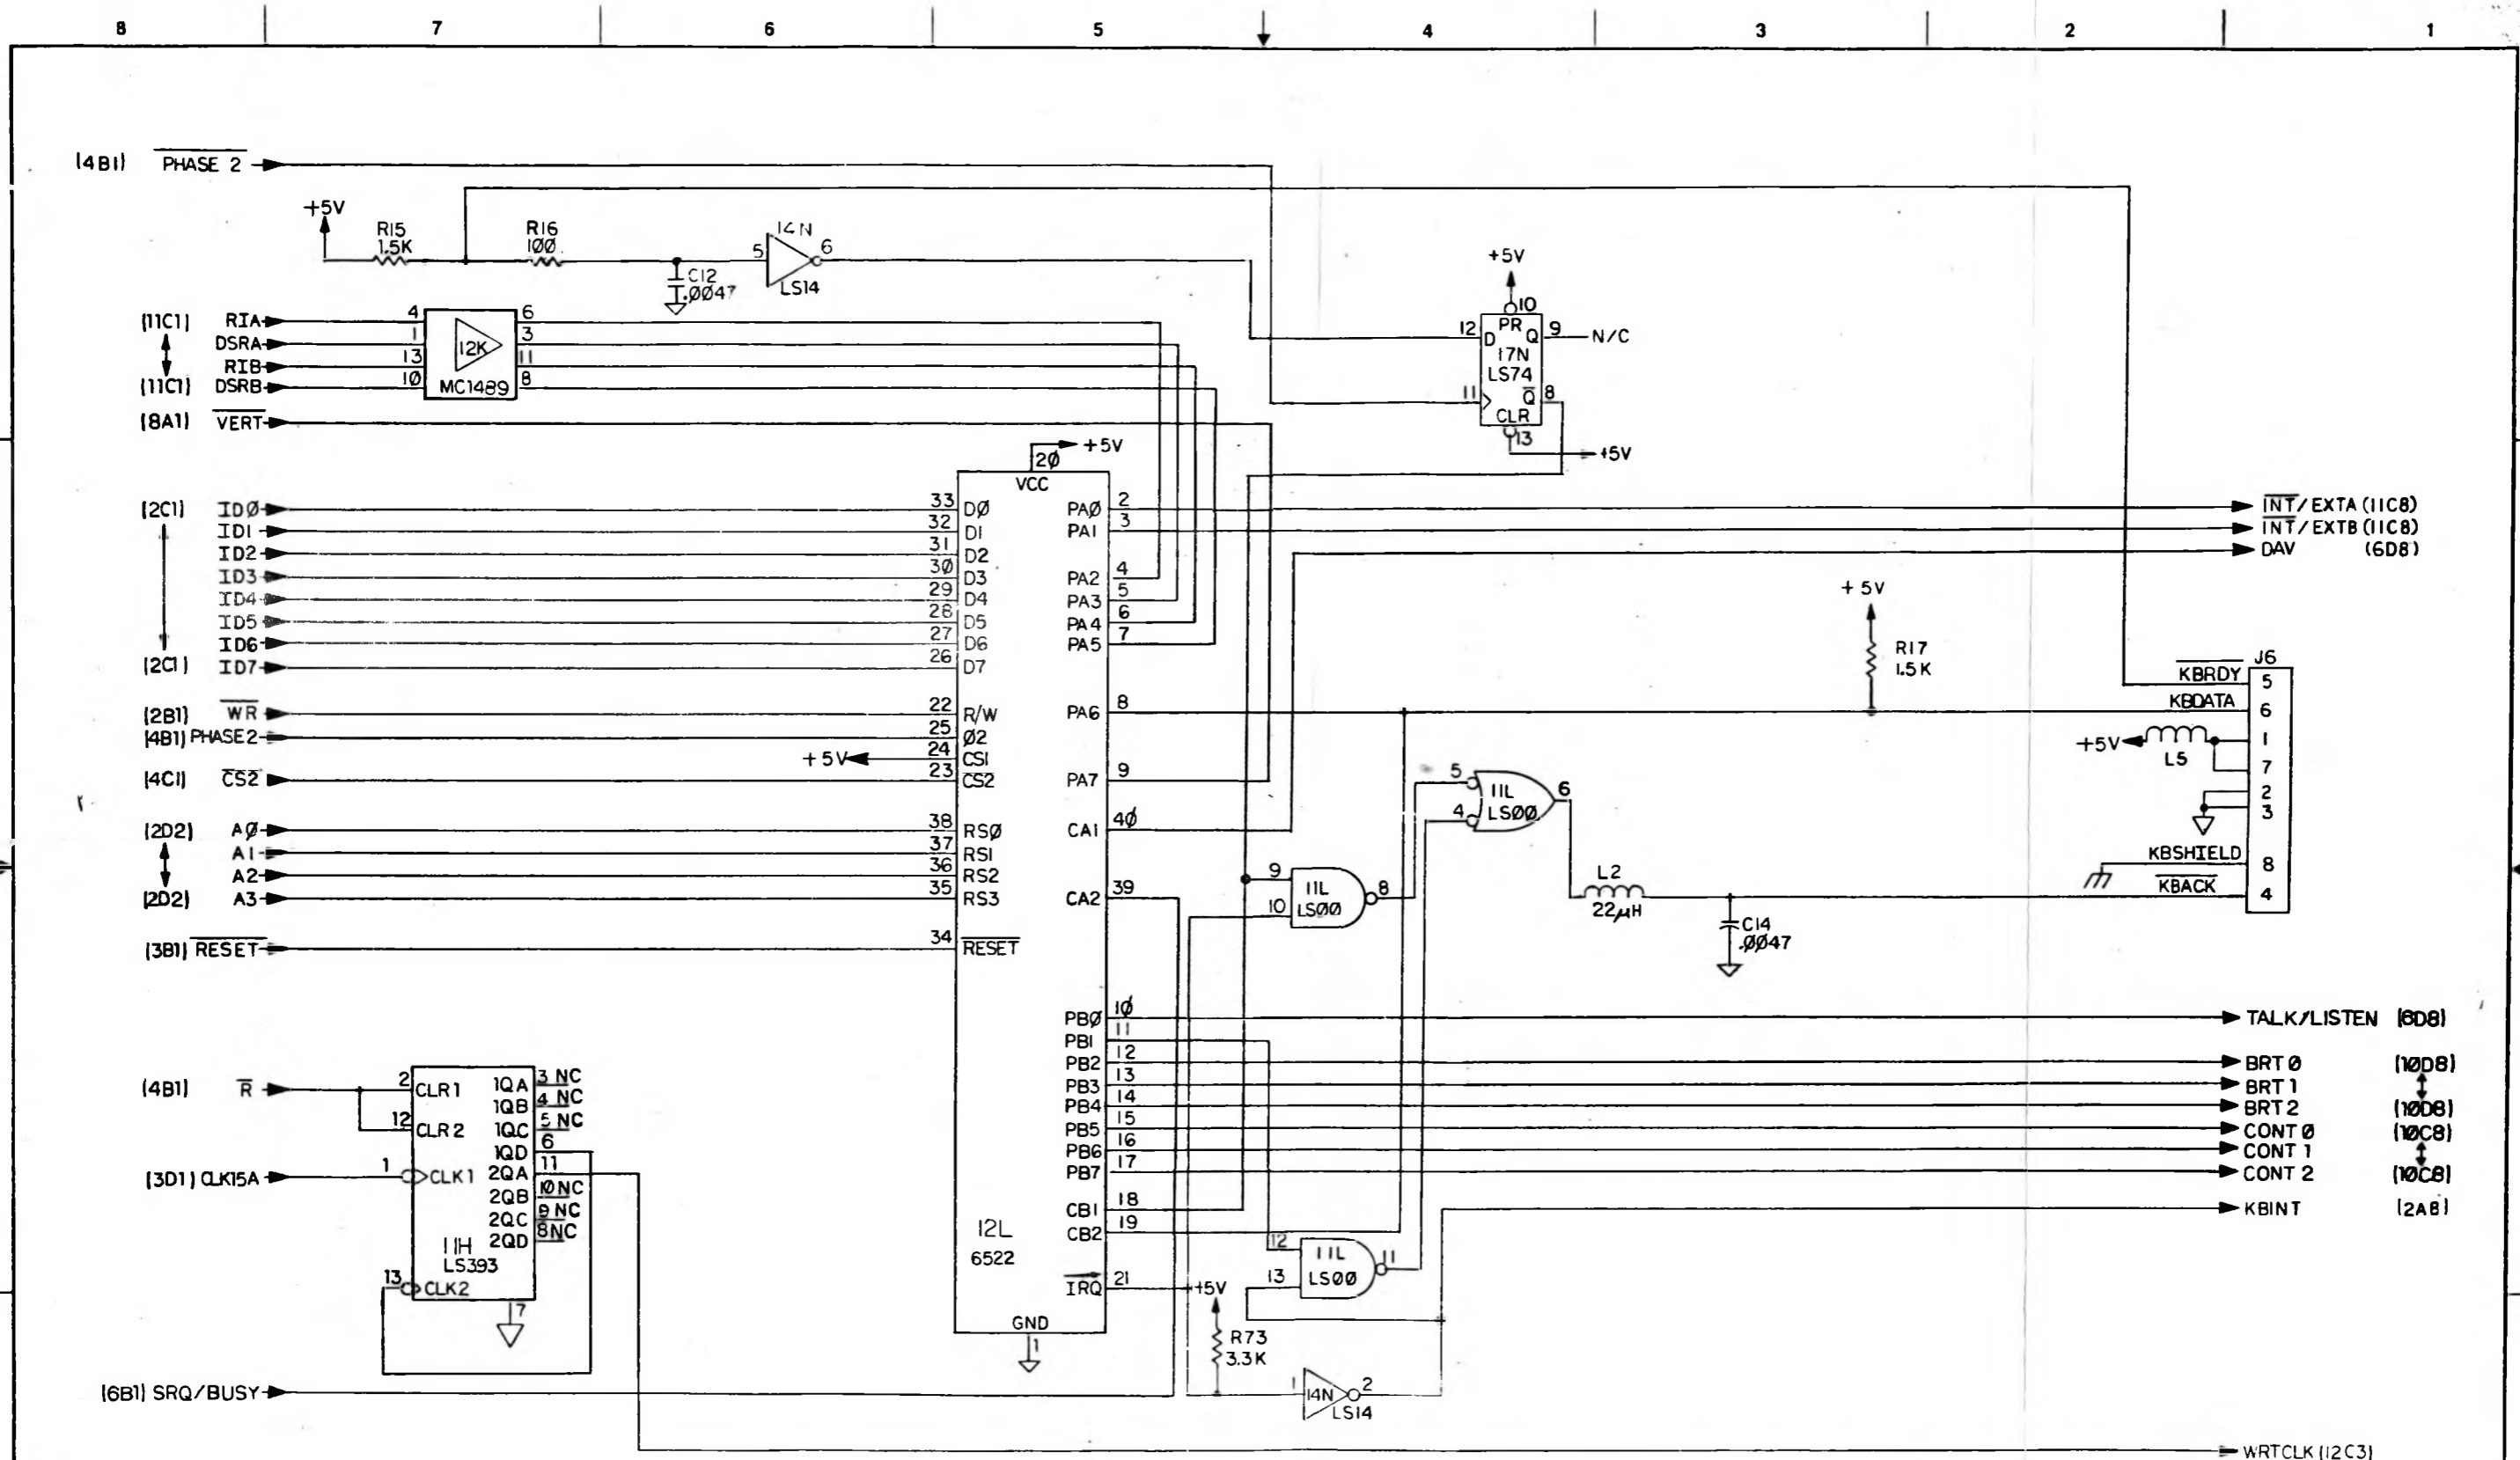 8 7 6 5 4 3 2 1
(4B1) PHASE 2
+5V
R15
1.5K
R16
100
C12
.0047
5 14N 6
LS14
+5V
10
12 D PR Q 9 N/C
17N
LS74
11 Q 8
CLR
13
+5V
(11C1) RIA 4 6
DSRA 1 12K 3
RIB 13 11
(11C1) DSRB 10 MC1489 8
(8A1) VERT
+5V
20
VCC
(2C1) IDØ 33 DØ
ID1 32 D1
ID2 31 D2
ID3 30 D3
ID4 29 D4
ID5 28 D5
ID6 27 D6
(2C1) ID7 26 D7
(2B1) WR 22 R/W
(4B1) PHASE2 25 Ø2
+5V 24 CS1
(4C1) CS2 23 CS2
(2D2) AØ 38 RSØ
A1 37 RS1
A2 36 RS2
(2D2) A3 35 RS3
(3B1) RESET 34 RESET
PAØ 2 INT/EXTA (11C8)
PA1 3 INT/EXTB (11C8)
DAV (6D8)
PA2 4
PA3 5
PA4 6
PA5 7
PA6 8
PA7 9
CA1 40
CA2 39
+5V
R17
1.5K
J6
KBRDY 5
KBDATA 6
+5V L5 1
7
2
3
KBSHIELD 8
KBACK 4
5 11L 6
4 LSØØ
9 11L 8
10 LSØØ
L2
22µH
C14
.0047
PBØ 10 TALK/LISTEN (6D8)
PB1 11
PB2 12 BRT Ø (10D8)
PB3 13 BRT 1
PB4 14 BRT 2 (10D8)
PB5 15 CONT Ø (10C8)
PB6 16 CONT 1
PB7 17 CONT 2 (10C8)
CB1 18
CB2 19
KBINT (2A8)
12L
6522
IRQ 21
GND
1
12 11L 11
13 LSØØ
+5V
R73
3.3K
1 14N 2
LS14
(4B1) R 2 CLR1 1QA 3 NC
1QB 4 NC
12 CLR2 1QC 5 NC
1QD 6
(3D1) CLK15A 1 CLK1 2QA 11
2QB 10 NC
2QC 9 NC
2QD 8 NC
11H
LS393
13 CLK2
7
(6B1) SRQ/BUSY
WRTCLK (12C3)